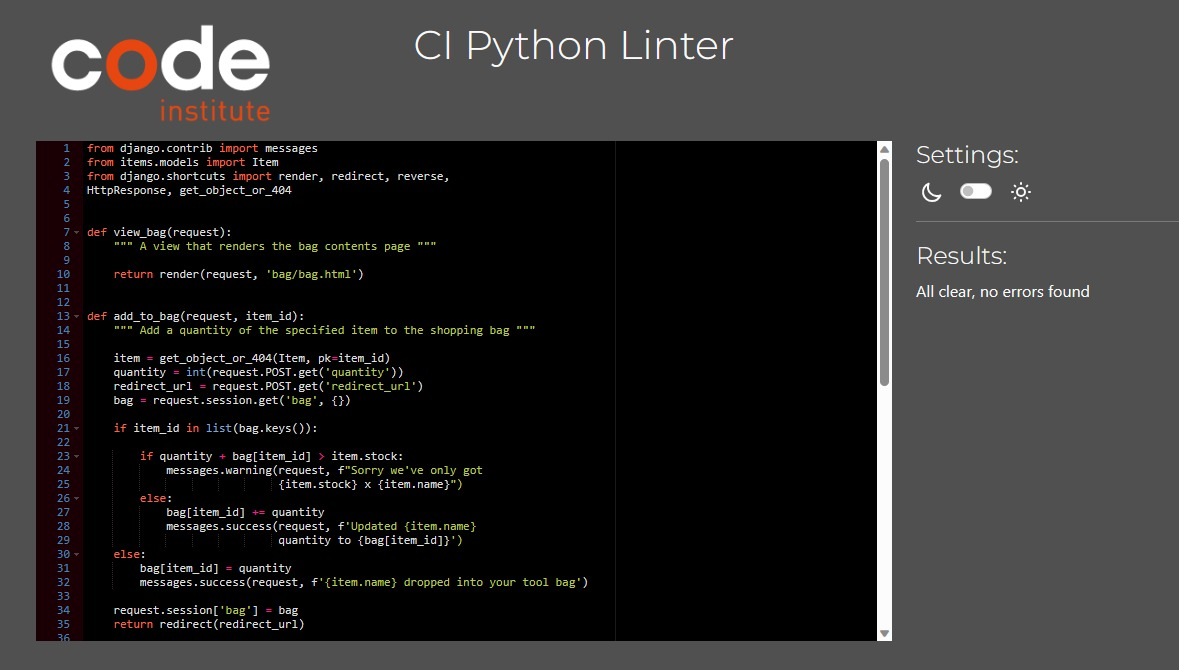 code
institute
CI Python Linter
1 from django.contrib import messages
2 from items.models import Item
3 from django.shortcuts import render, redirect, reverse,
4 HttpResponse, get_object_or_404
5
6
7 def view_bag(request):
8     """ A view that renders the bag contents page """
9
10     return render(request, 'bag/bag.html')
11
12
13 def add_to_bag(request, item_id):
14     """ Add a quantity of the specified item to the shopping bag """
15
16     item = get_object_or_404(Item, pk=item_id)
17     quantity = int(request.POST.get('quantity'))
18     redirect_url = request.POST.get('redirect_url')
19     bag = request.session.get('bag', {})
20
21     if item_id in list(bag.keys()):
22
23         if quantity + bag[item_id] > item.stock:
24             messages.warning(request, f"Sorry we've only got
25                              {item.stock} x {item.name}")
26         else:
27             bag[item_id] += quantity
28             messages.success(request, f'Updated {item.name}
29                              quantity to {bag[item_id]}')
30     else:
31         bag[item_id] = quantity
32         messages.success(request, f'{item.name} dropped into your tool bag')
33
34     request.session['bag'] = bag
35     return redirect(redirect_url)
36
Settings:
Results:
All clear, no errors found